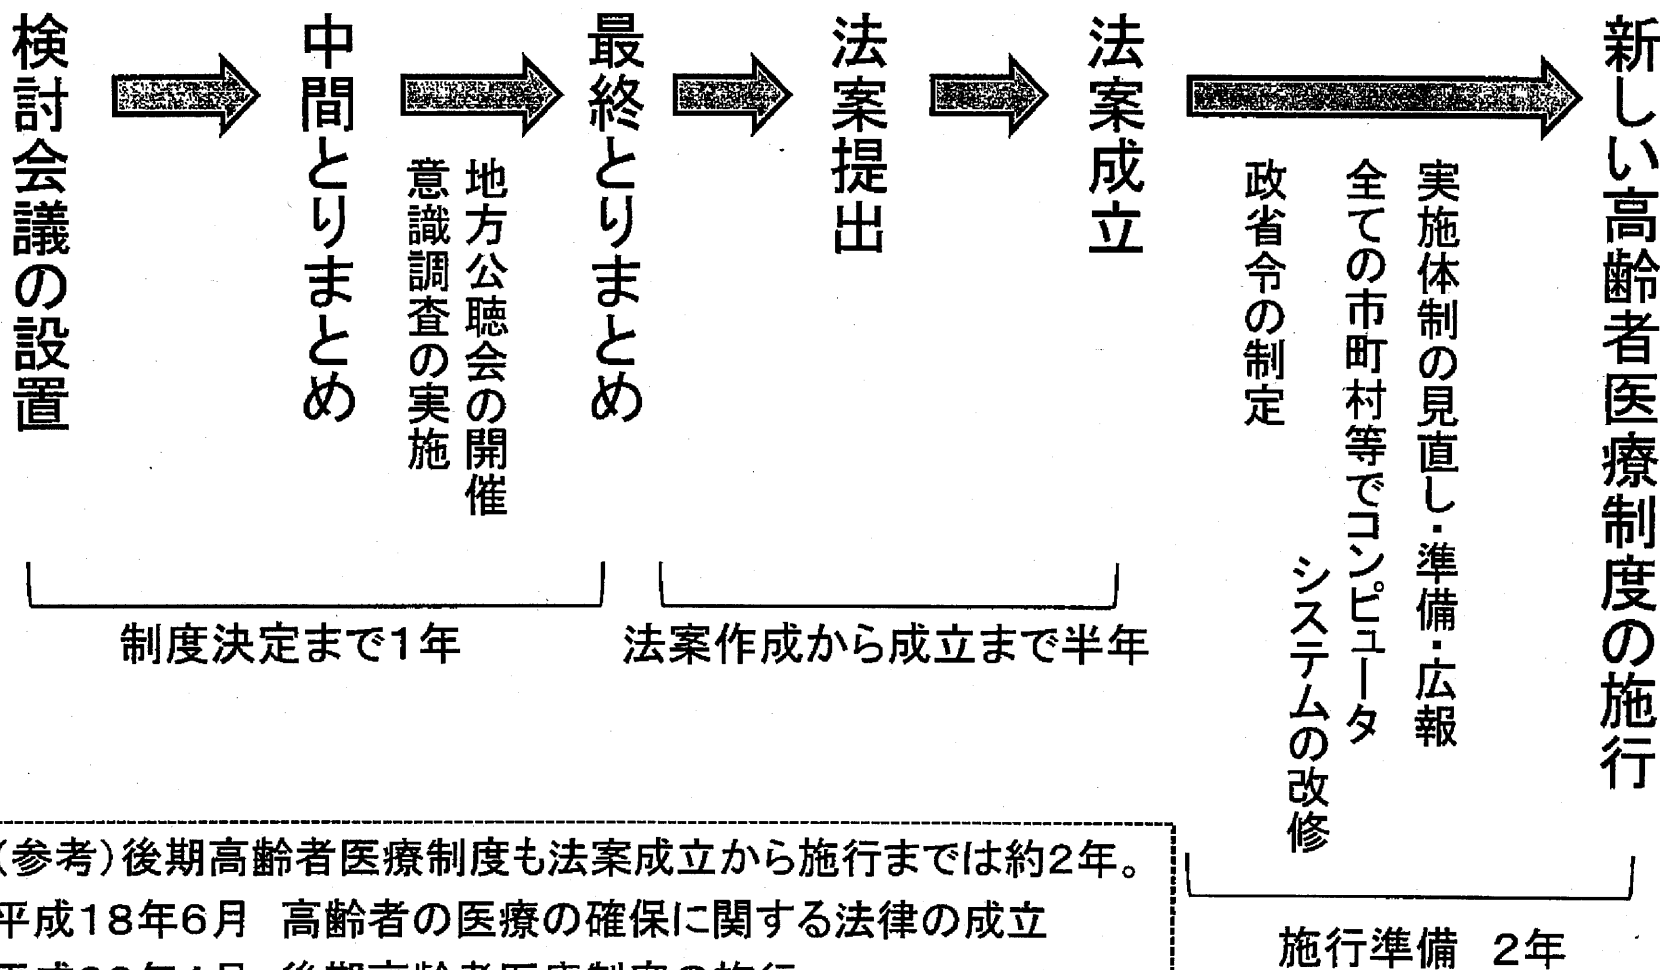 検討会議の設置
中間とりまとめ
地方公聴会の開催
意識調査の実施
最終とりまとめ
法案提出
法案成立
実施体制の見直し・準備・広報
全ての市町村等でコンピュータ
システムの改修
政省令の制定
新しい高齢者医療制度の施行
制度決定まで1年
法案作成から成立まで半年
施行準備 2年
(参考)後期高齢者医療制度も法案成立から施行までは約2年。
平成18年6月 高齢者の医療の確保に関する法律の成立